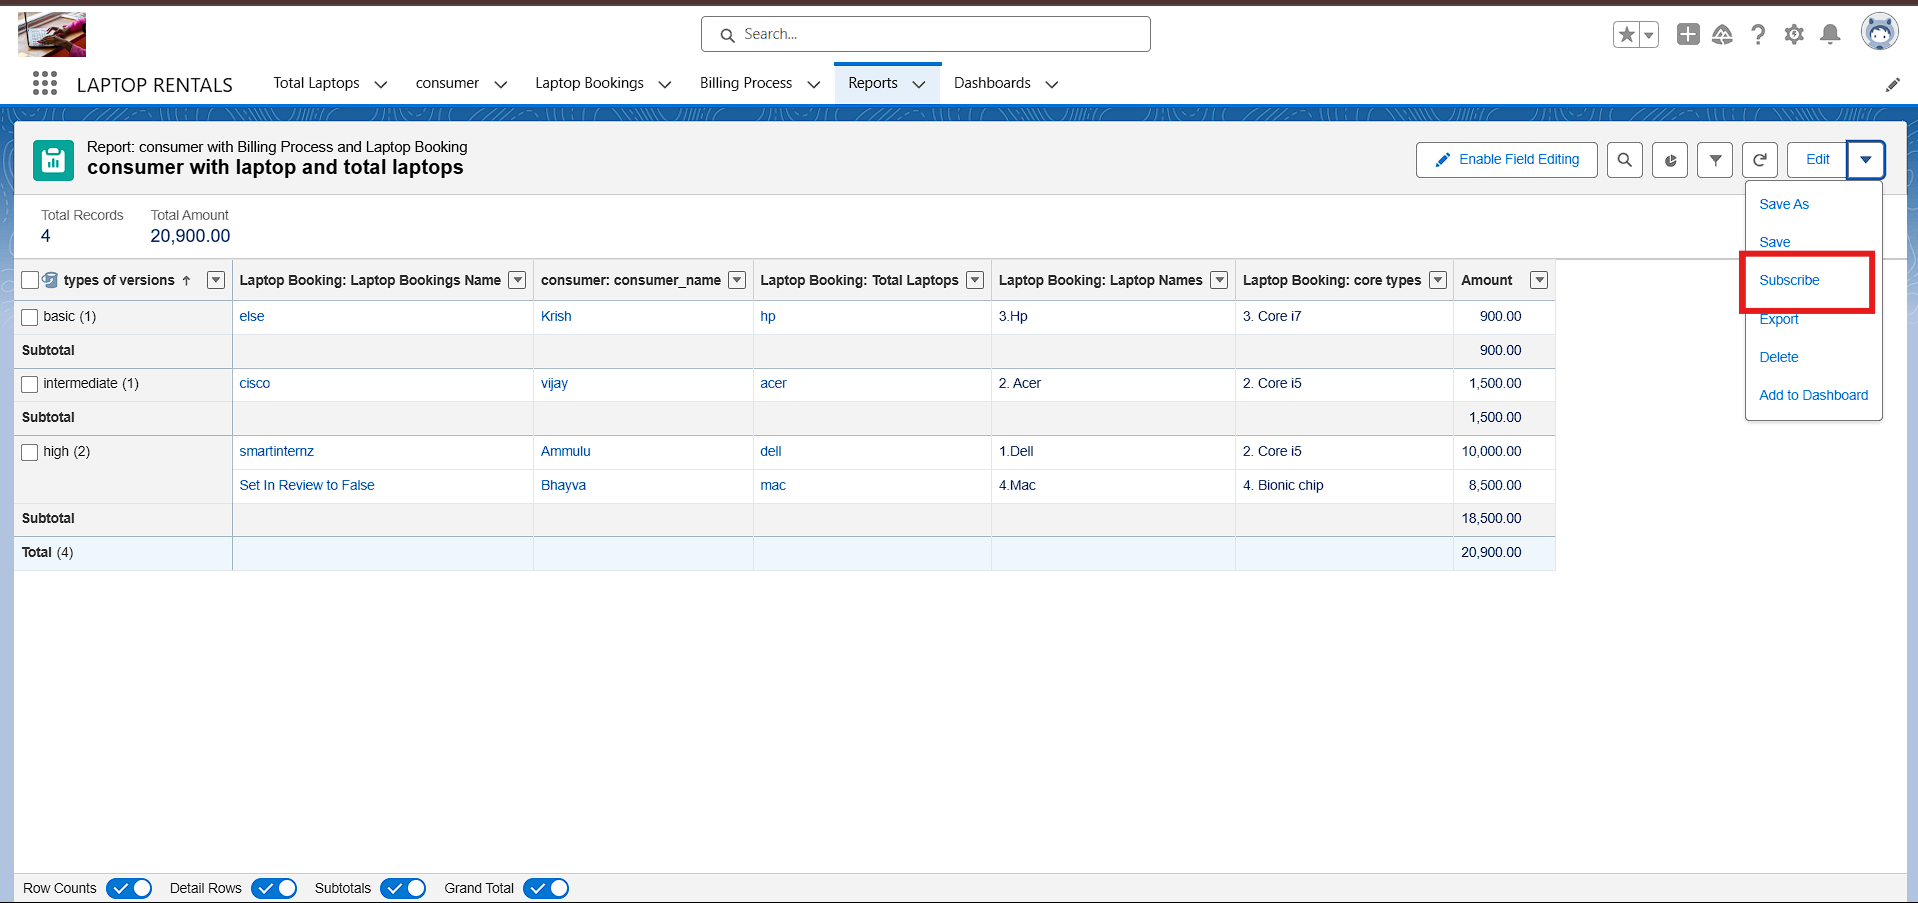 Search...
LAPTOP RENTALS Total Laptops consumer Laptop Bookings Billing Process Reports Dashboards
Report: consumer with Billing Process and Laptop Booking
consumer with laptop and total laptops
Enable Field Editing Edit
Save As
Save
Subscribe
Export
Delete
Add to Dashboard
Total Records Total Amount
4 20,900.00
types of versions Laptop Booking: Laptop Bookings Name consumer: consumer_name Laptop Booking: Total Laptops Laptop Booking: Laptop Names Laptop Booking: core types Amount
basic (1) else Krish hp 3.Hp 3. Core i7 900.00
Subtotal 900.00
intermediate (1) cisco vijay acer 2. Acer 2. Core i5 1,500.00
Subtotal 1,500.00
high (2) smartinternz Ammulu dell 1.Dell 2. Core i5 10,000.00
Set In Review to False Bhayva mac 4.Mac 4. Bionic chip 8,500.00
Subtotal 18,500.00
Total (4) 20,900.00
Row Counts Detail Rows Subtotals Grand Total